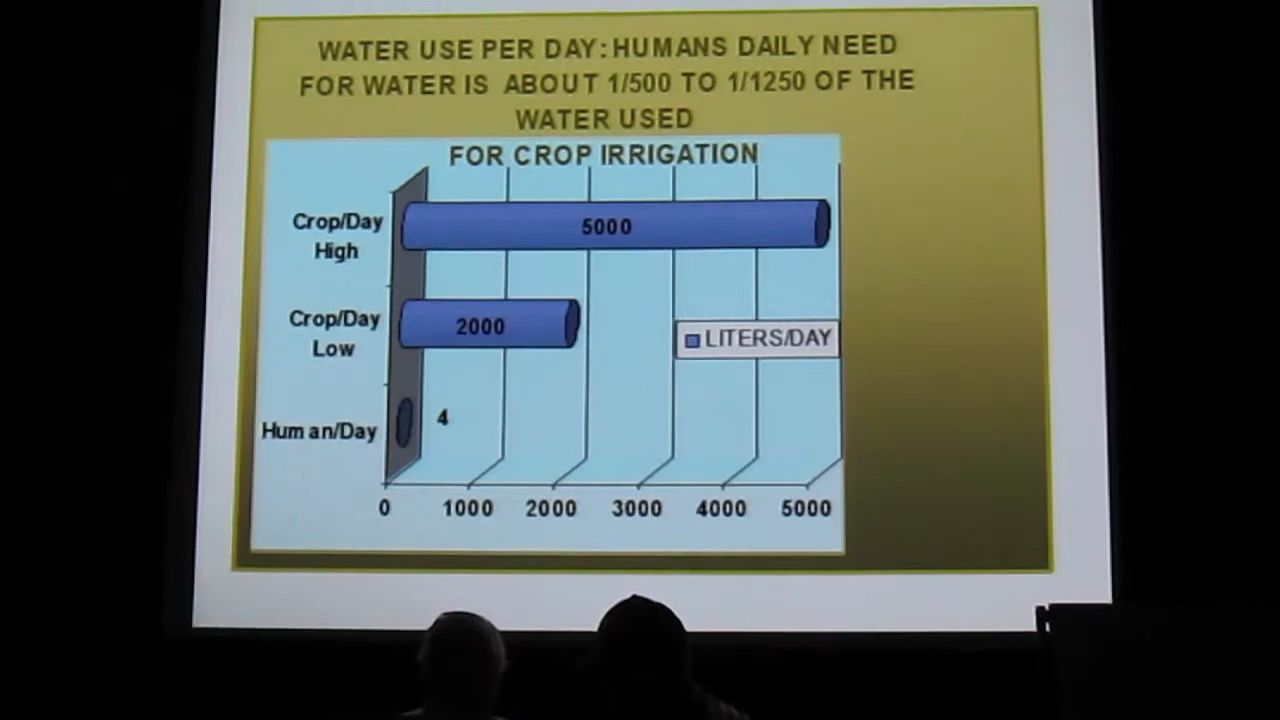 WATER USE PER DAY: HUMANS DAILY NEED
FOR WATER IS ABOUT 1/500 TO 1/1250 OF THE
WATER USED
FOR CROP IRRIGATION
Crop/Day
High
5000
Crop/Day
Low
2000
LITERS/DAY
Human/Day
4
0 1000 2000 3000 4000 5000